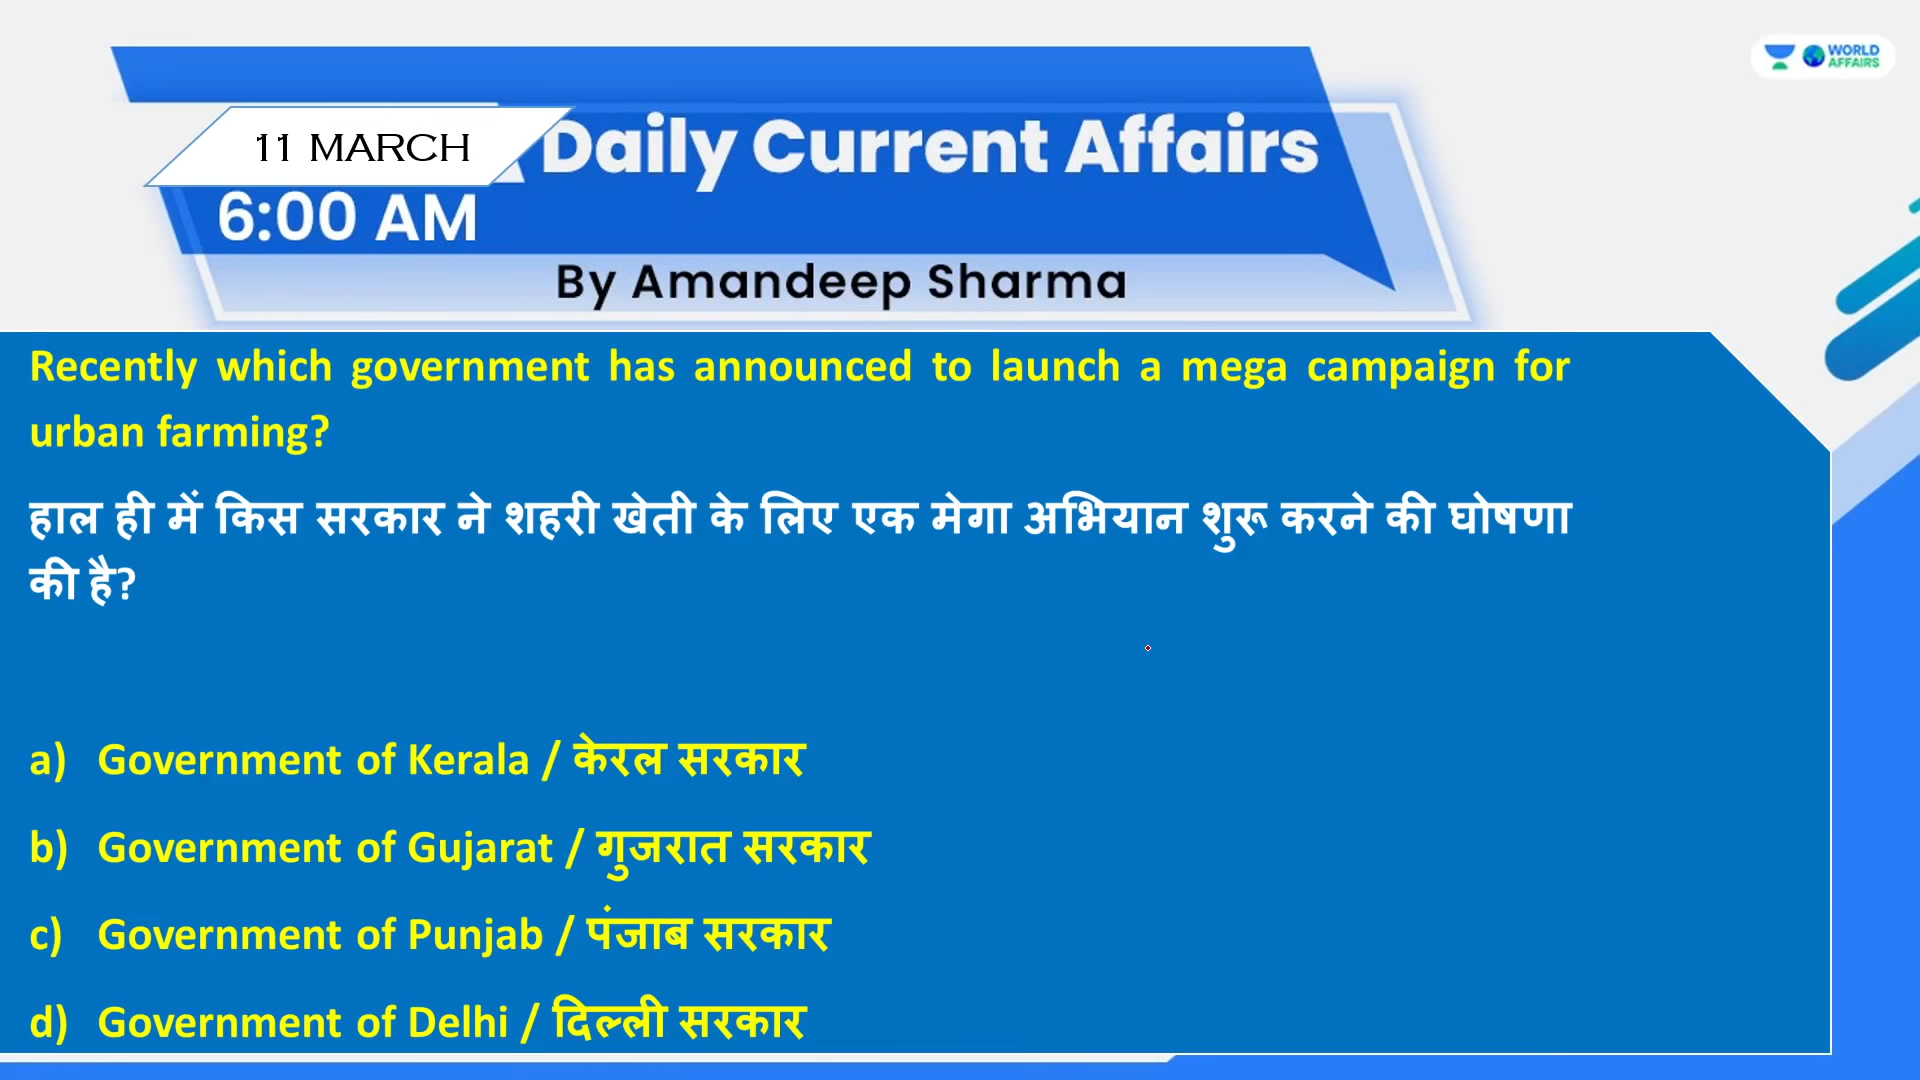 WORLD
AFFAIRS
11 MARCH
Daily Current Affairs
6:00 AM
By Amandeep Sharma
Recently which government has announced to launch a mega campaign for
urban farming?
हाल ही में किस सरकार ने शहरी खेती के लिए एक मेगा अभियान शुरू करने की घोषणा
की है?
a) Government of Kerala / केरल सरकार
b) Government of Gujarat / गुजरात सरकार
c) Government of Punjab / पंजाब सरकार
d) Government of Delhi / दिल्ली सरकार